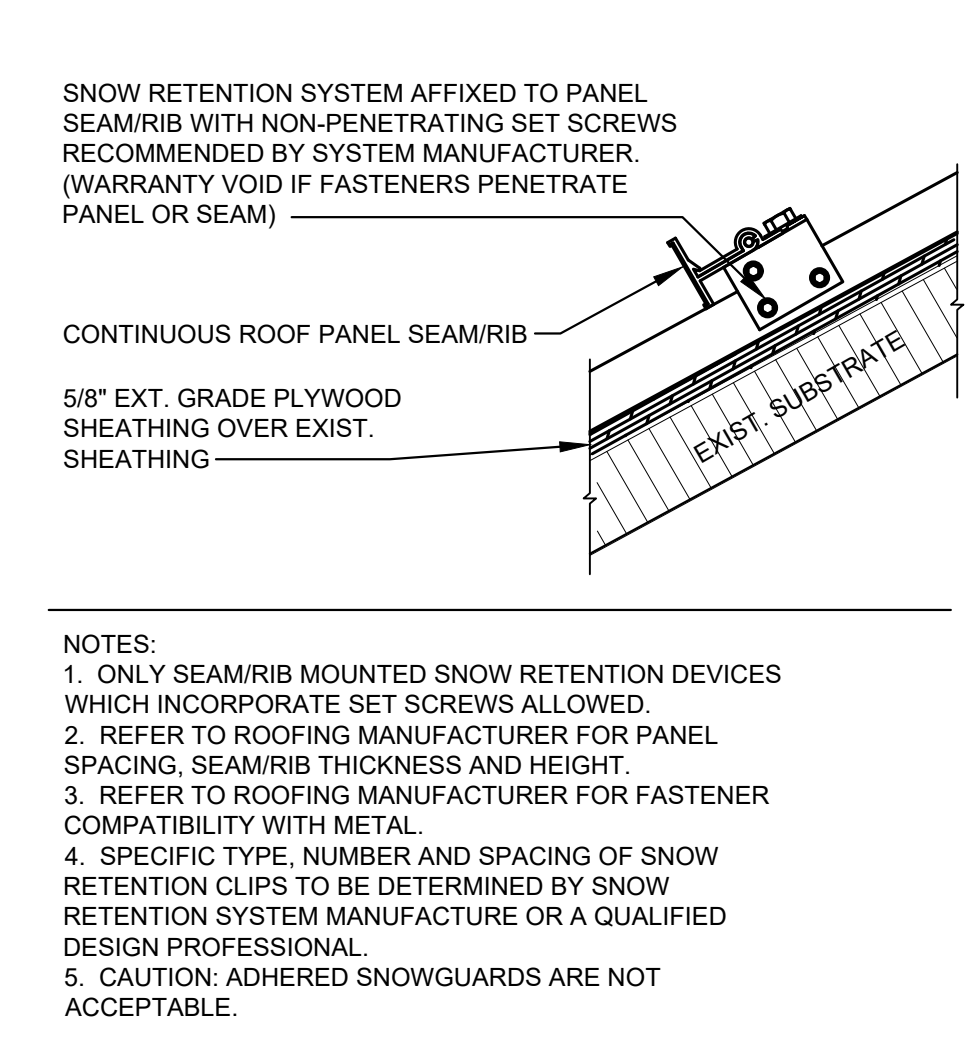 SNOW RETENTION SYSTEM AFFIXED TO PANEL
SEAM/RIB WITH NON-PENETRATING SET SCREWS
RECOMMENDED BY SYSTEM MANUFACTURER.
(WARRANTY VOID IF FASTENERS PENETRATE
PANEL OR SEAM)
CONTINUOUS ROOF PANEL SEAM/RIB
5/8" EXT. GRADE PLYWOOD
SHEATHING OVER EXIST.
SHEATHING
EXIST. SUBSTRATE
NOTES:
1. ONLY SEAM/RIB MOUNTED SNOW RETENTION DEVICES
WHICH INCORPORATE SET SCREWS ALLOWED.
2. REFER TO ROOFING MANUFACTURER FOR PANEL
SPACING, SEAM/RIB THICKNESS AND HEIGHT.
3. REFER TO ROOFING MANUFACTURER FOR FASTENER
COMPATIBILITY WITH METAL.
4. SPECIFIC TYPE, NUMBER AND SPACING OF SNOW
RETENTION CLIPS TO BE DETERMINED BY SNOW
RETENTION SYSTEM MANUFACTURE OR A QUALIFIED
DESIGN PROFESSIONAL.
5. CAUTION: ADHERED SNOWGUARDS ARE NOT
ACCEPTABLE.